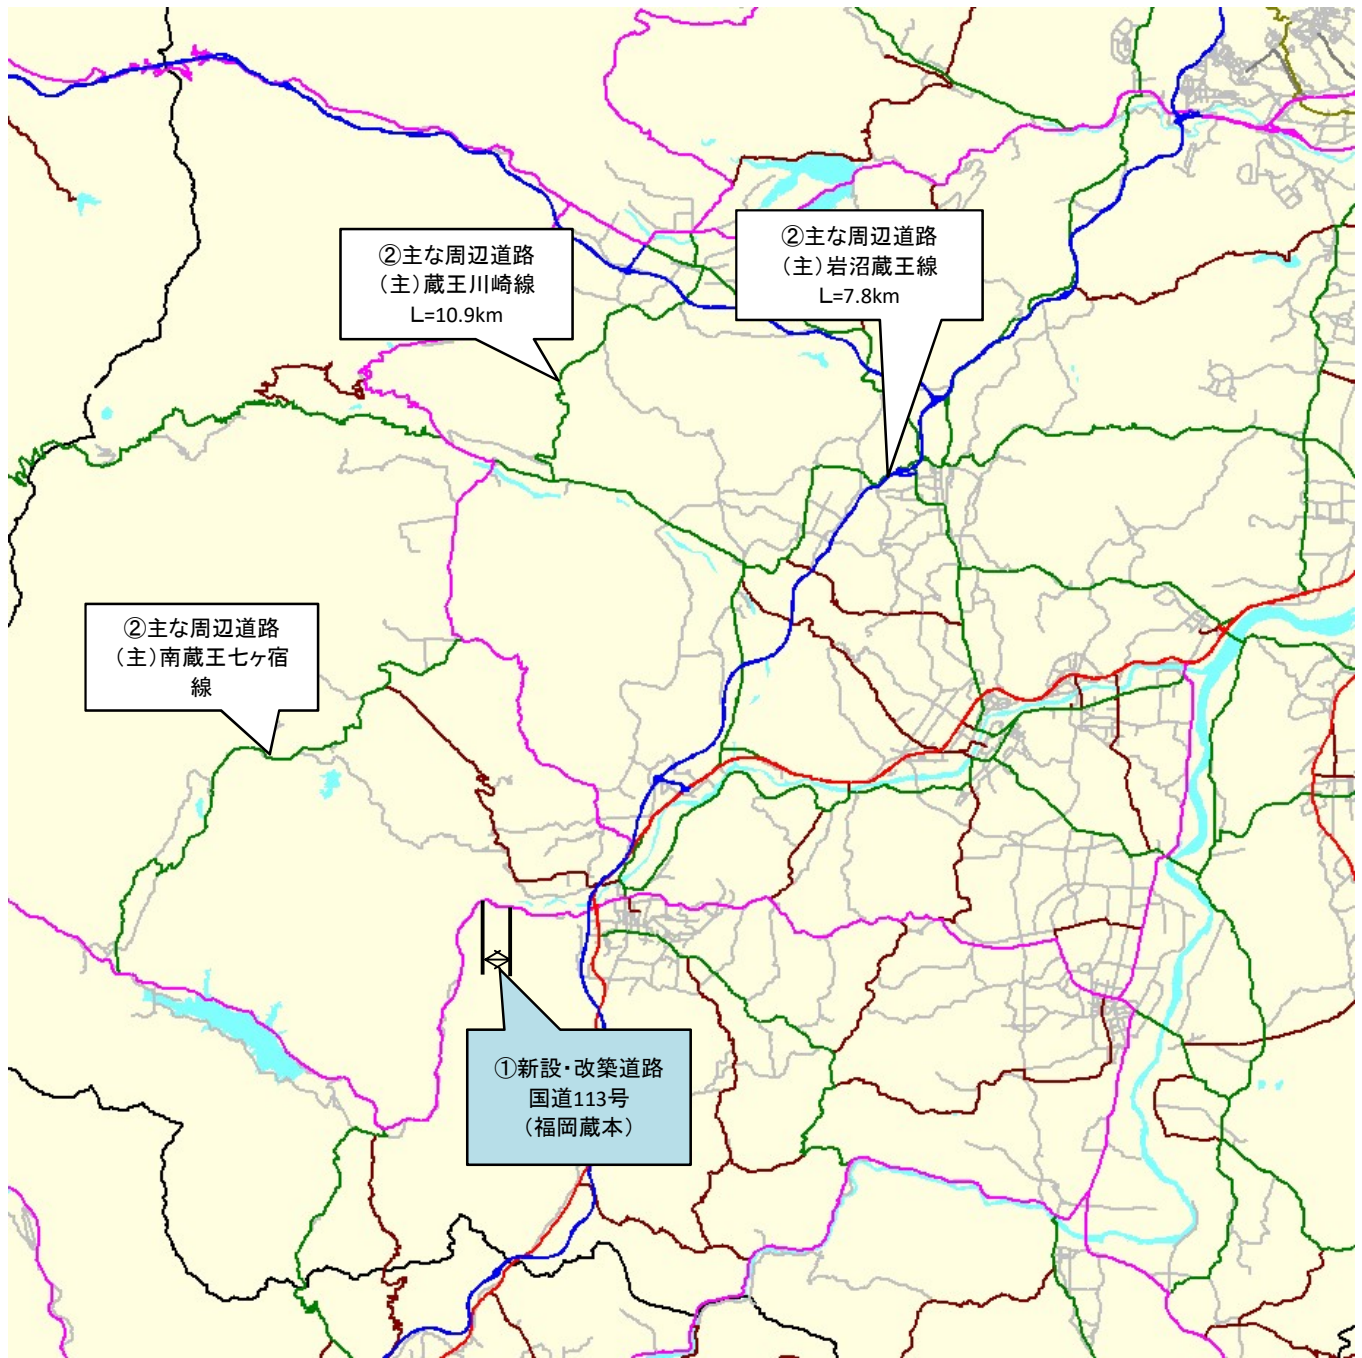 ②主な周辺道路
（主）蔵王川崎線
L=10.9km
②主な周辺道路
（主）岩沼蔵王線
L=7.8km
②主な周辺道路
（主）南蔵王七ヶ宿
線
①新設・改築道路
国道113号
（福岡蔵本）